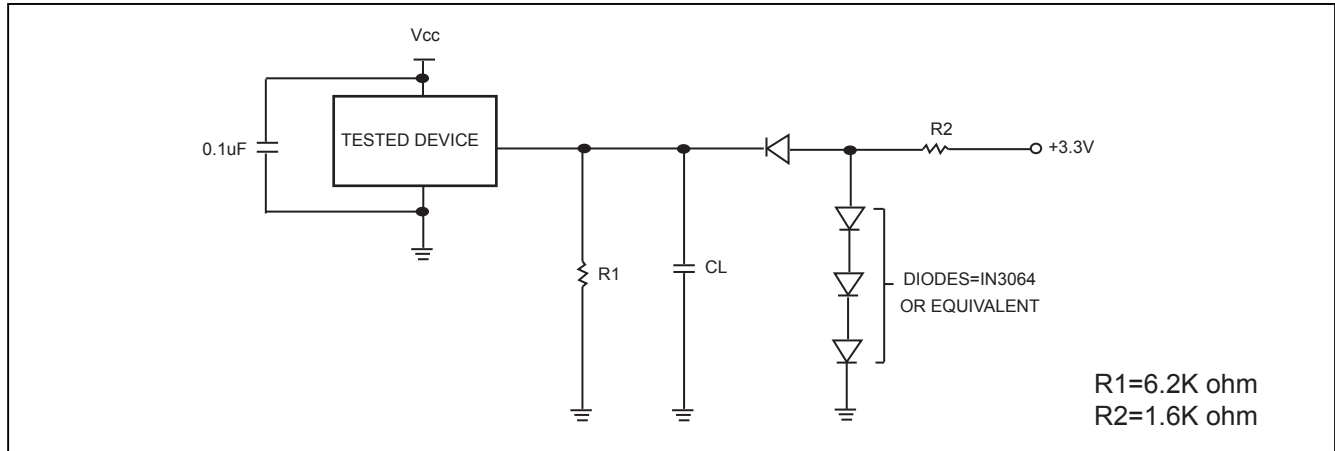 Vcc
0.1uF
TESTED DEVICE
R2
+3.3V
R1
CL
DIODES=IN3064
OR EQUIVALENT
R1=6.2K ohm
R2=1.6K ohm